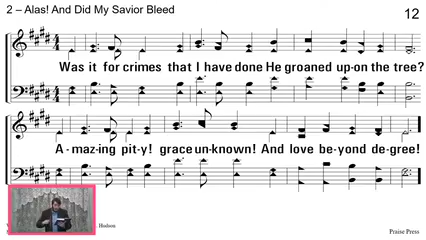 2 – Alas! And Did My Savior Bleed
12
Was it for crimes that I have done He groaned up-on the tree?
A - maz-ing pit-y! grace un-known! And love be-yond de-gree!
Hudson
Praise Press